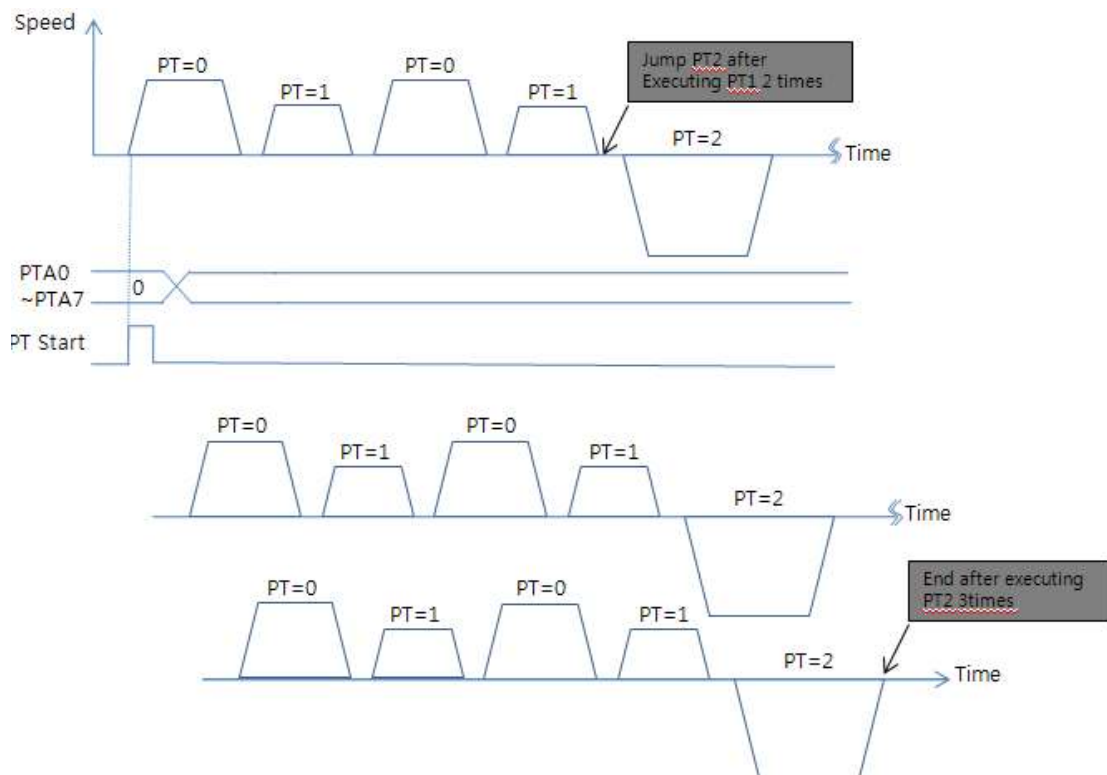 Speed
PT=0
PT=1
PT=0
PT=1
Jump PT2 after
Executing PT1 2 times
PT=2
Time
PTA0
~PTA7
0
PT Start
PT=0
PT=1
PT=0
PT=1
PT=2
Time
PT=0
PT=1
PT=0
PT=1
PT=2
End after executing
PT2 3times
Time